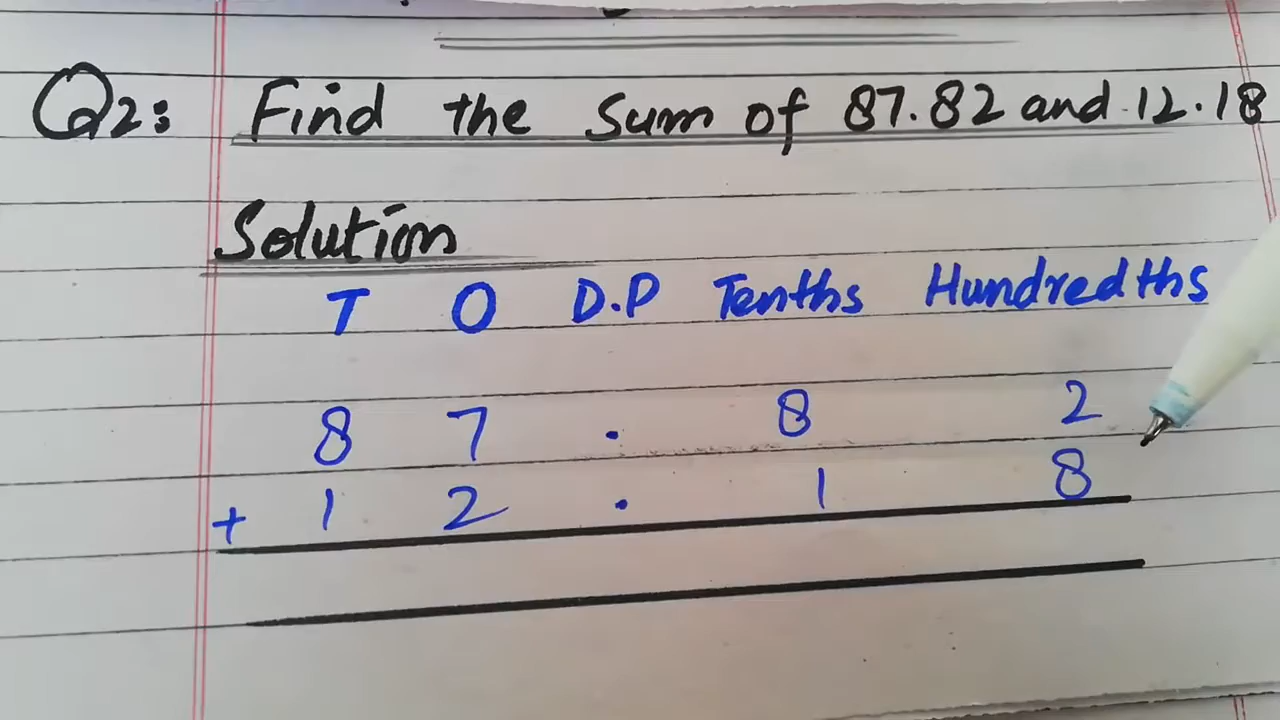 Q2: Find the Sum of 87.82 and 12.18
Solution
T O D.P Tenths Hundredths
8 7 . 8 2
+ 1 2 . 1 8